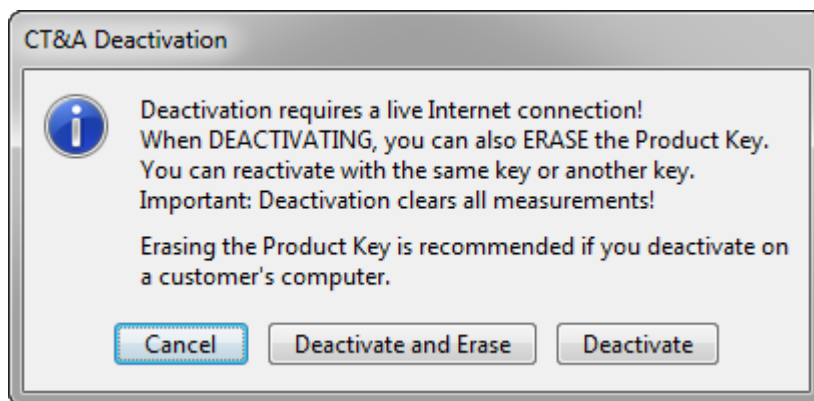 CT&A Deactivation
Deactivation requires a live Internet connection!
When DEACTIVATING, you can also ERASE the Product Key.
You can reactivate with the same key or another key.
Important: Deactivation clears all measurements!
Erasing the Product Key is recommended if you deactivate on
a customer's computer.
Cancel Deactivate and Erase Deactivate